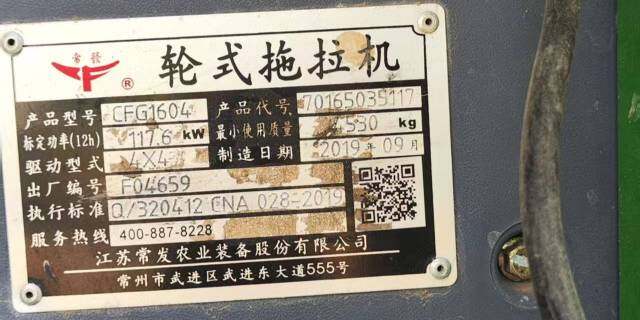 常发
®
轮式拖拉机
产品型号 CFG1604 产品代号 70165035117
标定功率(12h) 117.6 kW 最小使用质量 4530 kg
驱动型式 4X4 制造日期 2019年09月
出厂编号 F04659
执行标准 Q/320412 CNA 028-2019
服务热线 400-887-8228
江苏常发农业装备股份有限公司
常州市武进区武进东大道555号